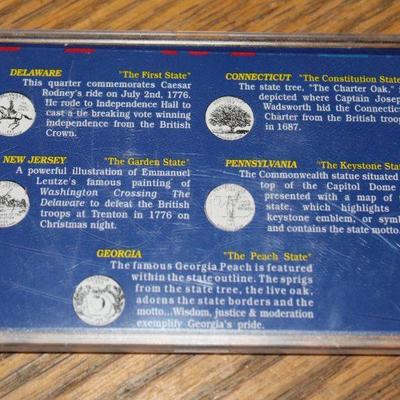 DELAWARE "The First State"
This quarter commemorates Caesar
Rodney's ride on July 2nd, 1776.
He rode to Independence Hall to
cast a tie breaking vote winning
independence from the British
Crown.
CONNECTICUT "The Constitution State
The state tree, "The Charter Oak,"
depicted where Captain Joseph
Wadsworth hid the Connectic
Charter from the British troop
in 1687.
NEW JERSEY "The Garden State"
A powerful illustration of Emmanuel
Leutze's famous painting of
Washington Crossing The
Delaware to defeat the British
troops at Trenton in 1776 on
Christmas night.
PENNSYLVANIA "The Keystone State
The Commonwealth statue situated
top of the Capitol Dome
presented with a map of
state, which highlights
keystone emblem, or symb
and contains the state motto.
GEORGIA "The Peach State"
The famous Georgia Peach is featured
within the state outline. The sprigs
from the state tree, the live oak,
adorns the state borders and the
motto...Wisdom, justice & moderation
exemplify Georgia's pride.